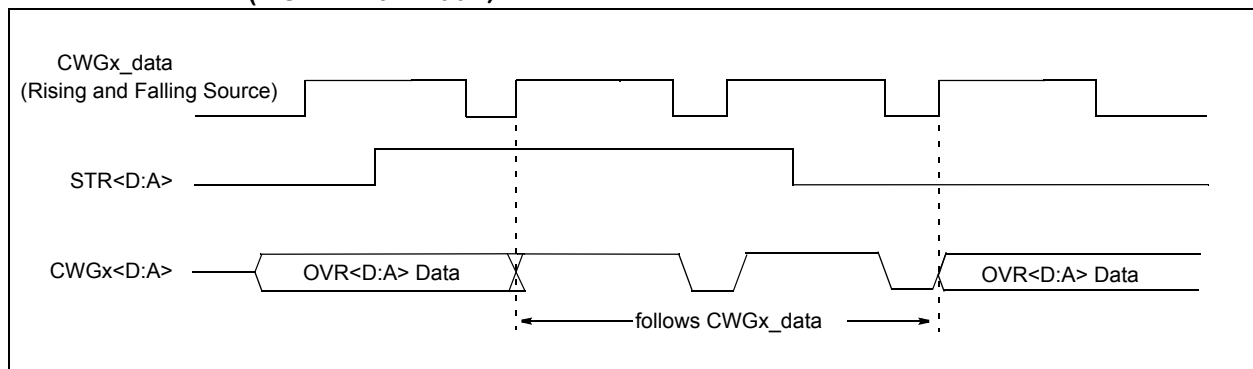 CWGx_data
(Rising and Falling Source)
STR<D:A>
CWGx<D:A>
OVR<D:A> Data
OVR<D:A> Data
follows CWGx_data